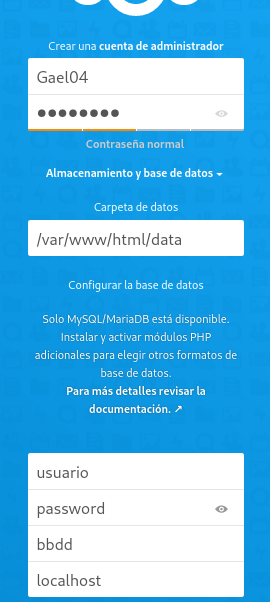 Crear una cuenta de administrador
Gael04
●●●●●●●●
Contraseña normal
Almacenamiento y base de datos
Carpeta de datos
/var/www/html/data
Configurar la base de datos
Solo MySQL/MariaDB está disponible.
Instalar y activar módulos PHP
adicionales para elegir otros formatos de
base de datos.
Para más detalles revisar la
documentación. ↗
usuario
password
bbdd
localhost